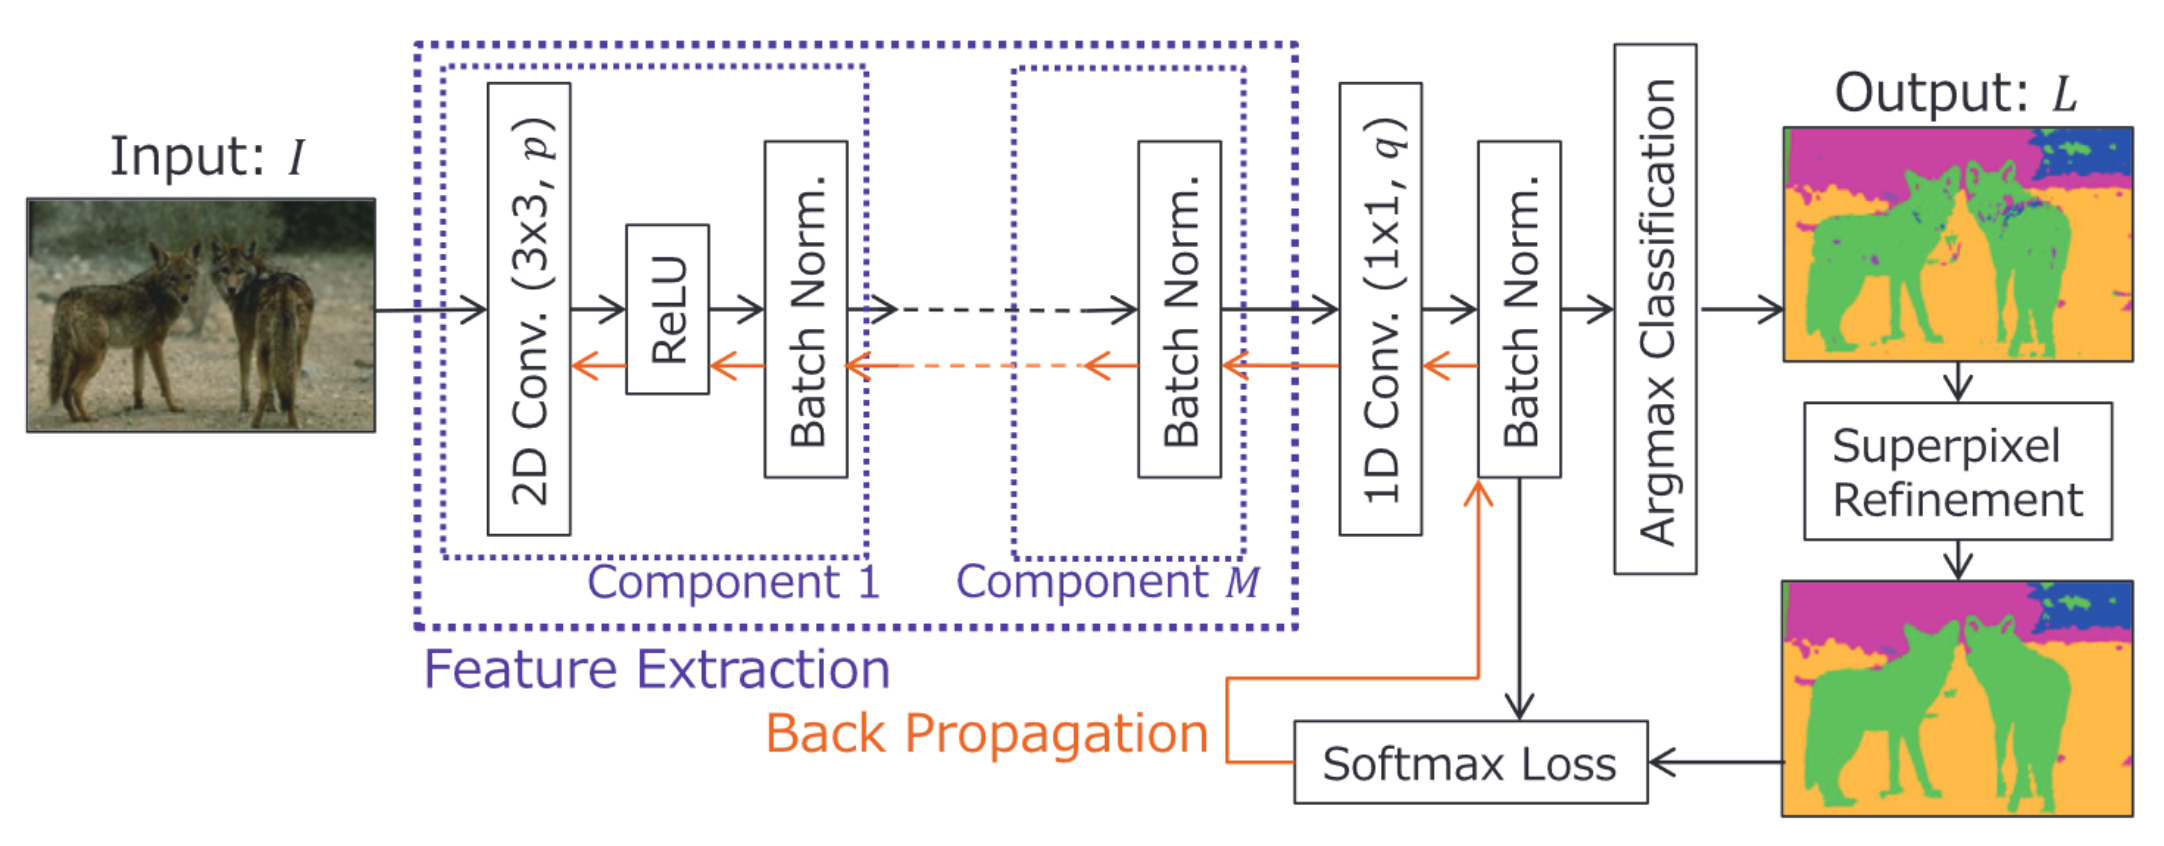 Input: I
2D Conv. (3x3, p)
ReLU
Batch Norm.
Batch Norm.
Component 1
Component M
Feature Extraction
1D Conv. (1x1, q)
Batch Norm.
Argmax Classification
Output: L
Superpixel
Refinement
Back Propagation
Softmax Loss